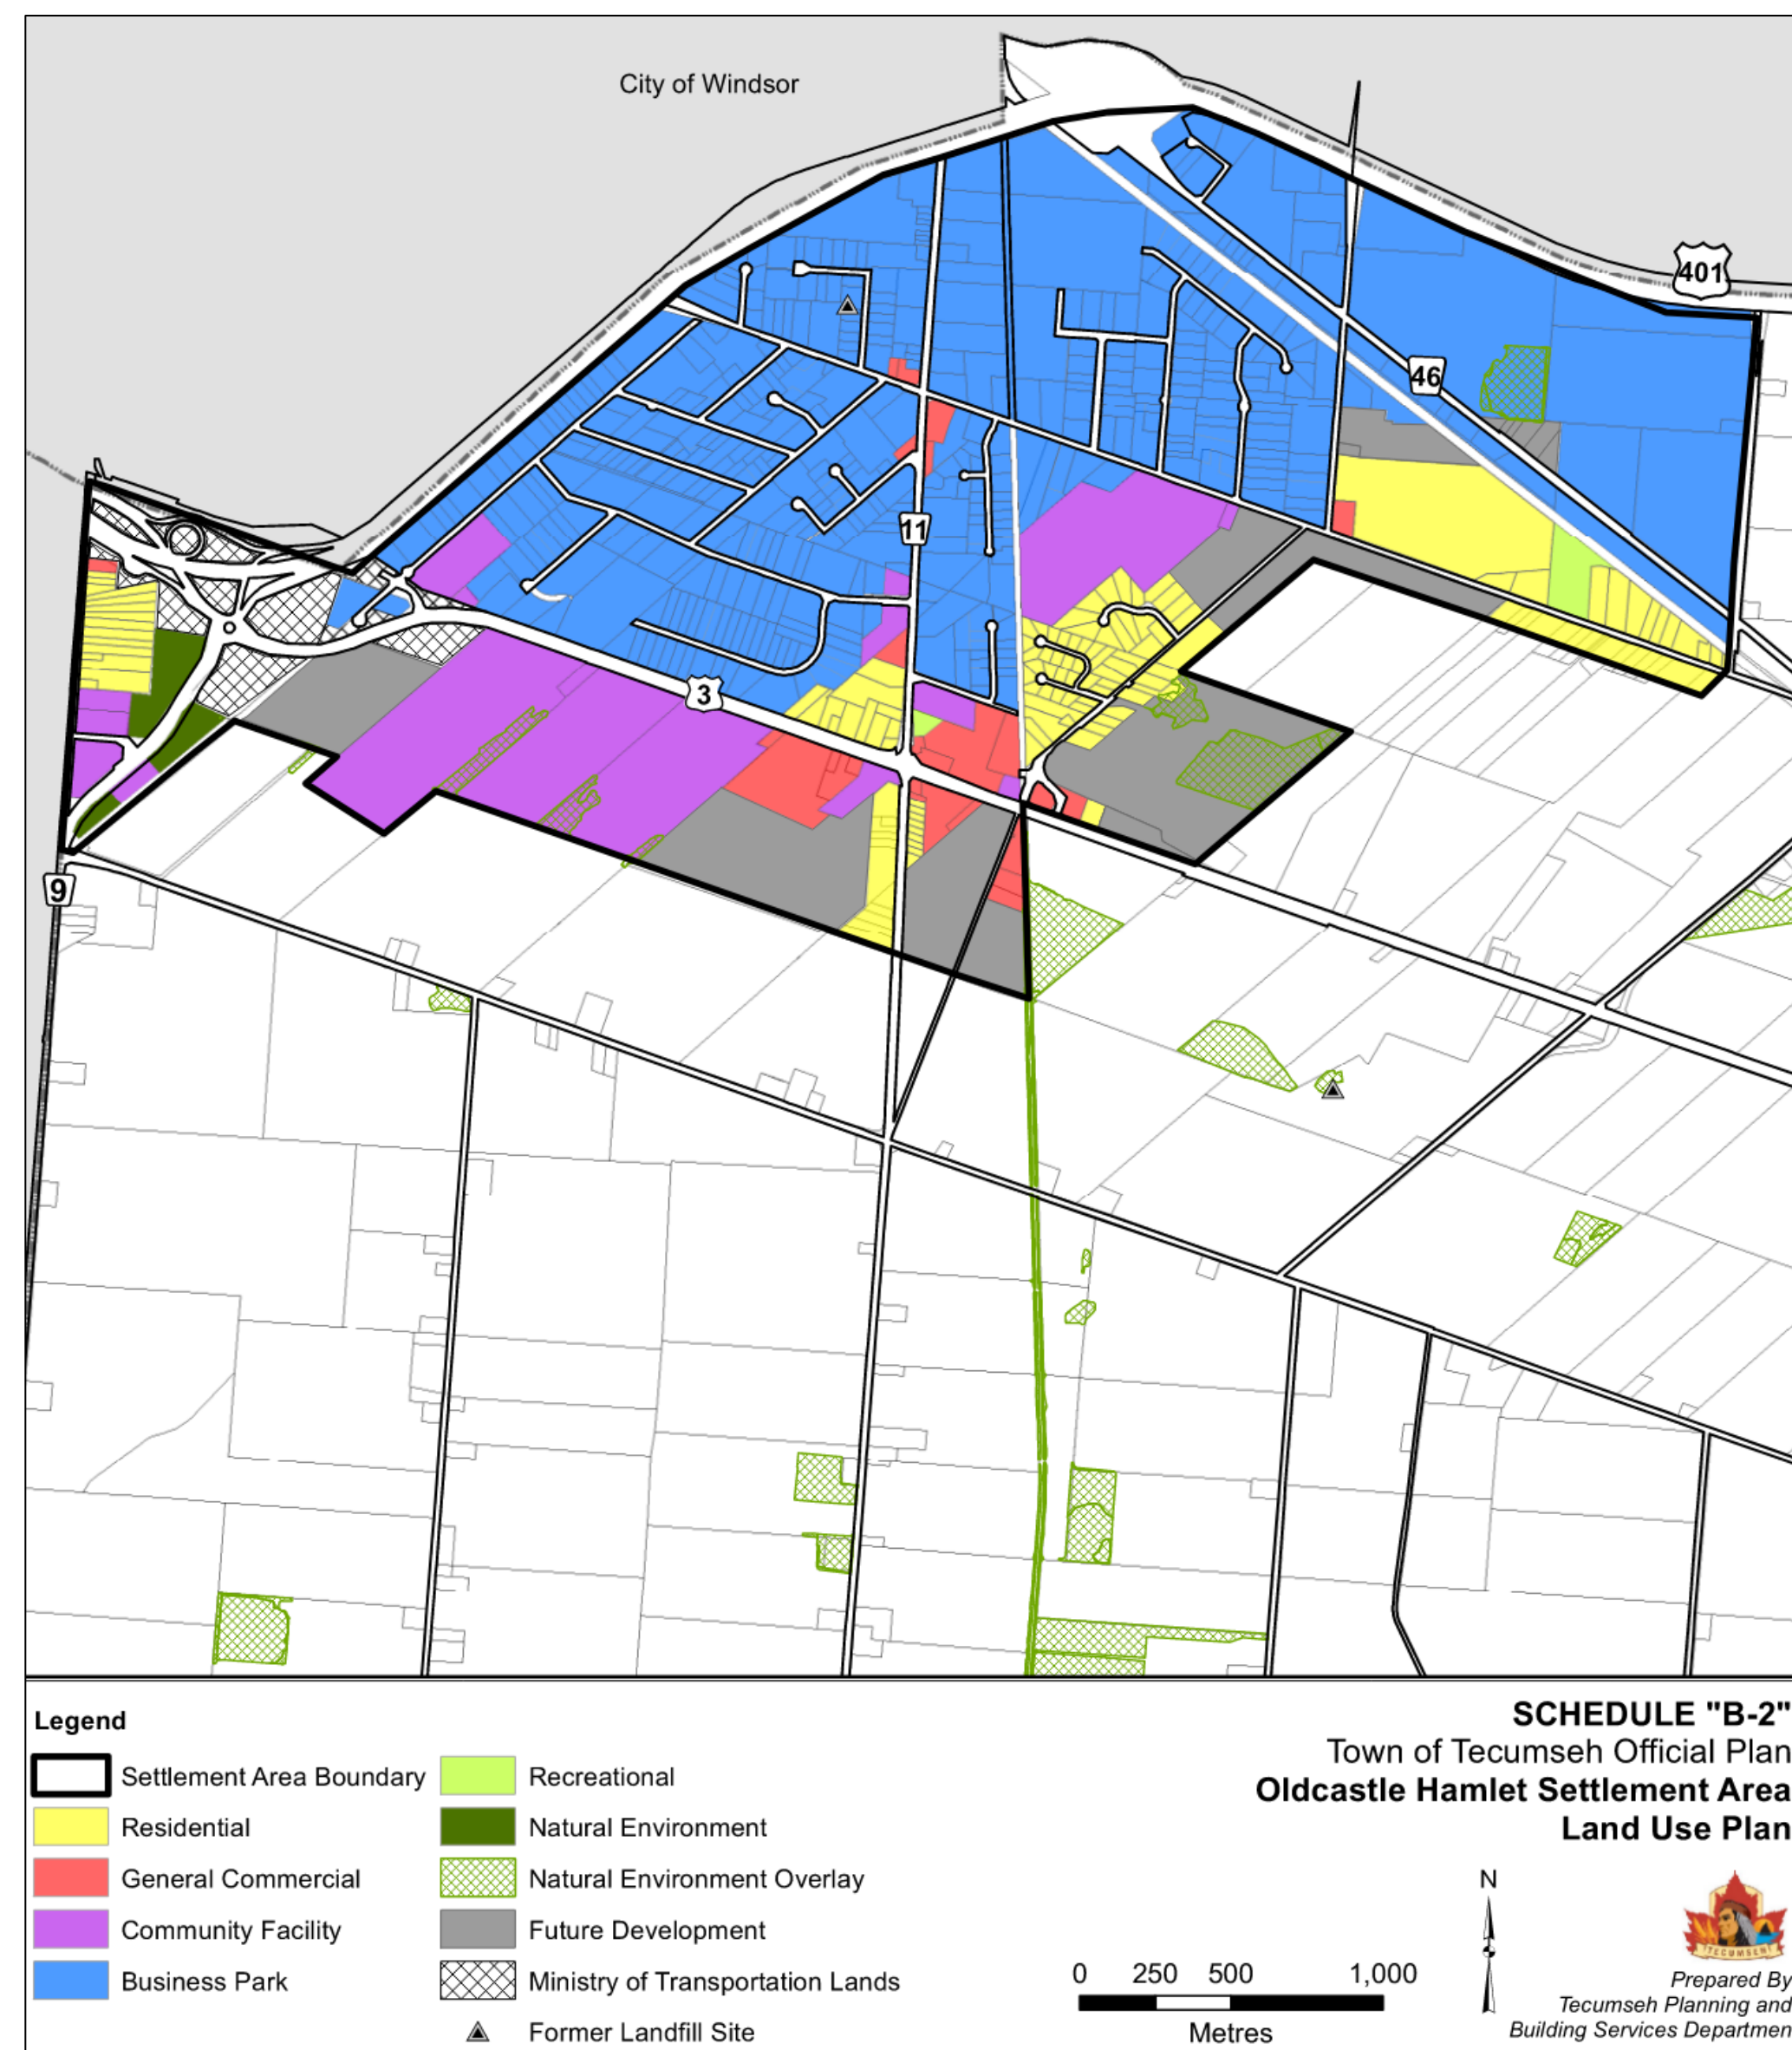 City of Windsor
401
46
11
3
9
Legend
Settlement Area Boundary
Residential
General Commercial
Community Facility
Business Park
Recreational
Natural Environment
Natural Environment Overlay
Future Development
Ministry of Transportation Lands
Former Landfill Site
0 250 500 1,000
Metres
N
SCHEDULE "B-2"
Town of Tecumseh Official Plan
Oldcastle Hamlet Settlement Area
Land Use Plan
TECUMSEH
Prepared By
Tecumseh Planning and
Building Services Departmen